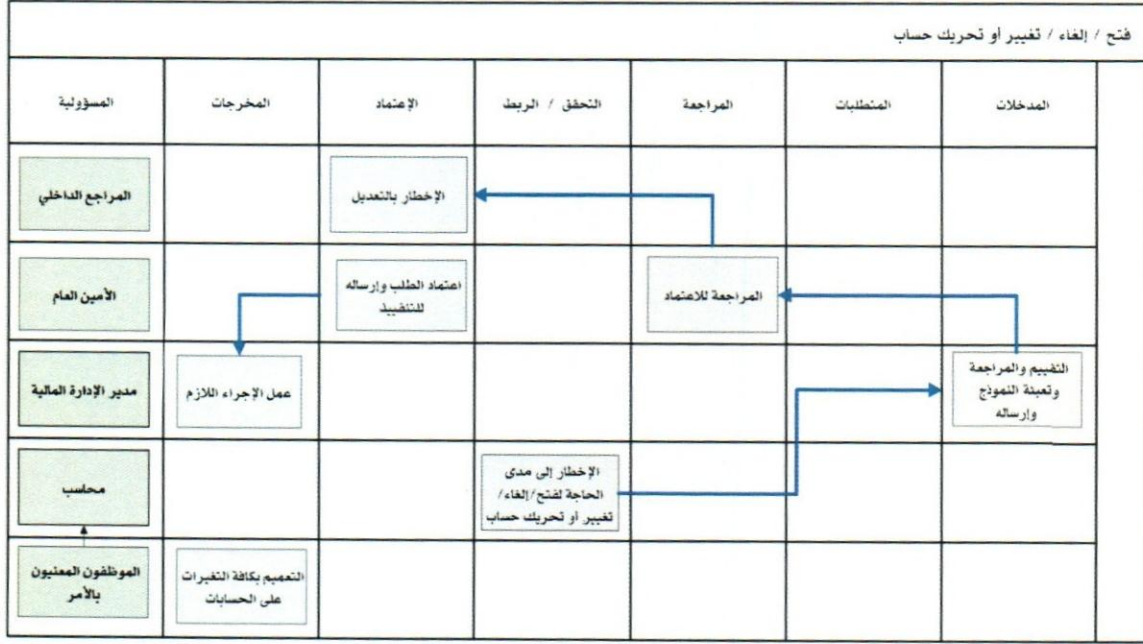 فتح / إلغاء / تغيير أو تحريك حساب
المدخلات
المتطلبات
المراجعة
التحقق / الربط
الإعتماد
المخرجات
المسؤولية
الإخطار بالتعديل
المراجع الداخلي
المراجعة للاعتماد
اعتماد الطلب وإرساله
للتنفييذ
الأمين العام
التقييم والمراجعة
وتعبئة النموذج
وإرساله
عمل الإجراء اللازم
مدير الإدارة المالية
الإخطار إلى مدى
الحاجة لفتح/إلغاء/
تغيير أو تحريك حساب
محاسب
التعميم بكافة التغيرات
على الحسابات
الموظفون المعنيون
بالأمر